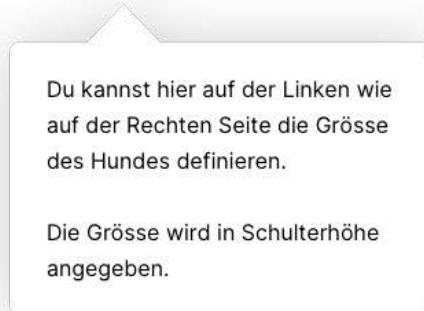 Du kannst hier auf der Linken wie
auf der Rechten Seite die Grösse
des Hundes definieren.
Die Grösse wird in Schulterhöhe
angegeben.